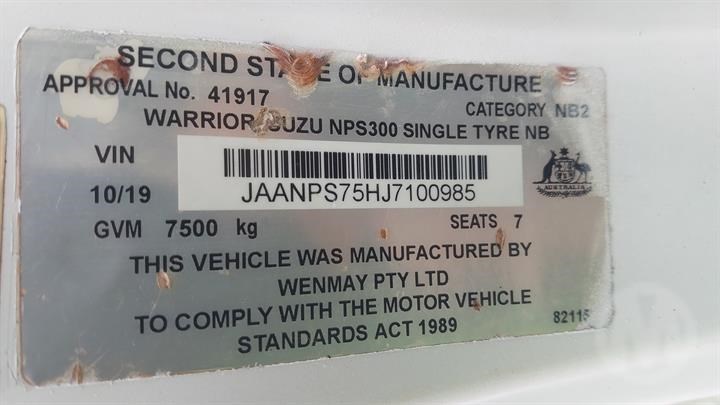 SECOND STAGE OF MANUFACTURE
APPROVAL No. 41917
CATEGORY NB2
WARRIOR ISUZU NPS300 SINGLE TYRE NB
VIN
JAANPS75HJ7100985
10/19
AUSTRALIA
GVM 7500 kg
SEATS 7
THIS VEHICLE WAS MANUFACTURED BY
WENMAY PTY LTD
TO COMPLY WITH THE MOTOR VEHICLE
STANDARDS ACT 1989
82115